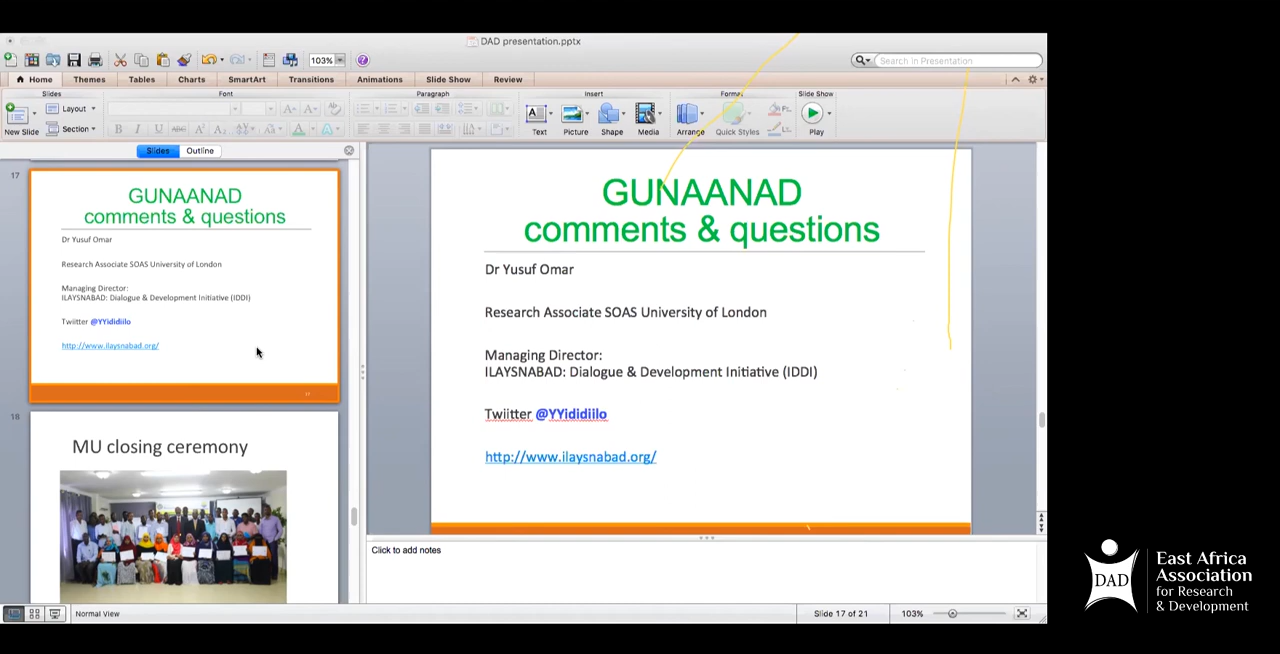 DAD presentation.pptx
103%
Search in Presentation
Home
Themes
Tables
Charts
SmartArt
Transitions
Animations
Slide Show
Review
Slides
Font
Paragraph
Insert
Format
Slide Show
New Slide
Layout
Section
Text
Picture
Shape
Media
Arrange
Quick Styles
Play
Slides
Outline
17
GUNAANAD
comments & questions
Dr Yusuf Omar
Research Associate SOAS University of London
Managing Director:
ILAYSNABAD: Dialogue & Development Initiative (IDDI)
Twiitter @YYididiilo
http://www.ilaysnabad.org/
17
18
MU closing ceremony
GUNAANAD
comments & questions
Dr Yusuf Omar
Research Associate SOAS University of London
Managing Director:
ILAYSNABAD: Dialogue & Development Initiative (IDDI)
Twiitter @YYididiilo
http://www.ilaysnabad.org/
Click to add notes
Normal View
Slide 17 of 21
103%
DAD
East Africa
Association
for Research
& Development